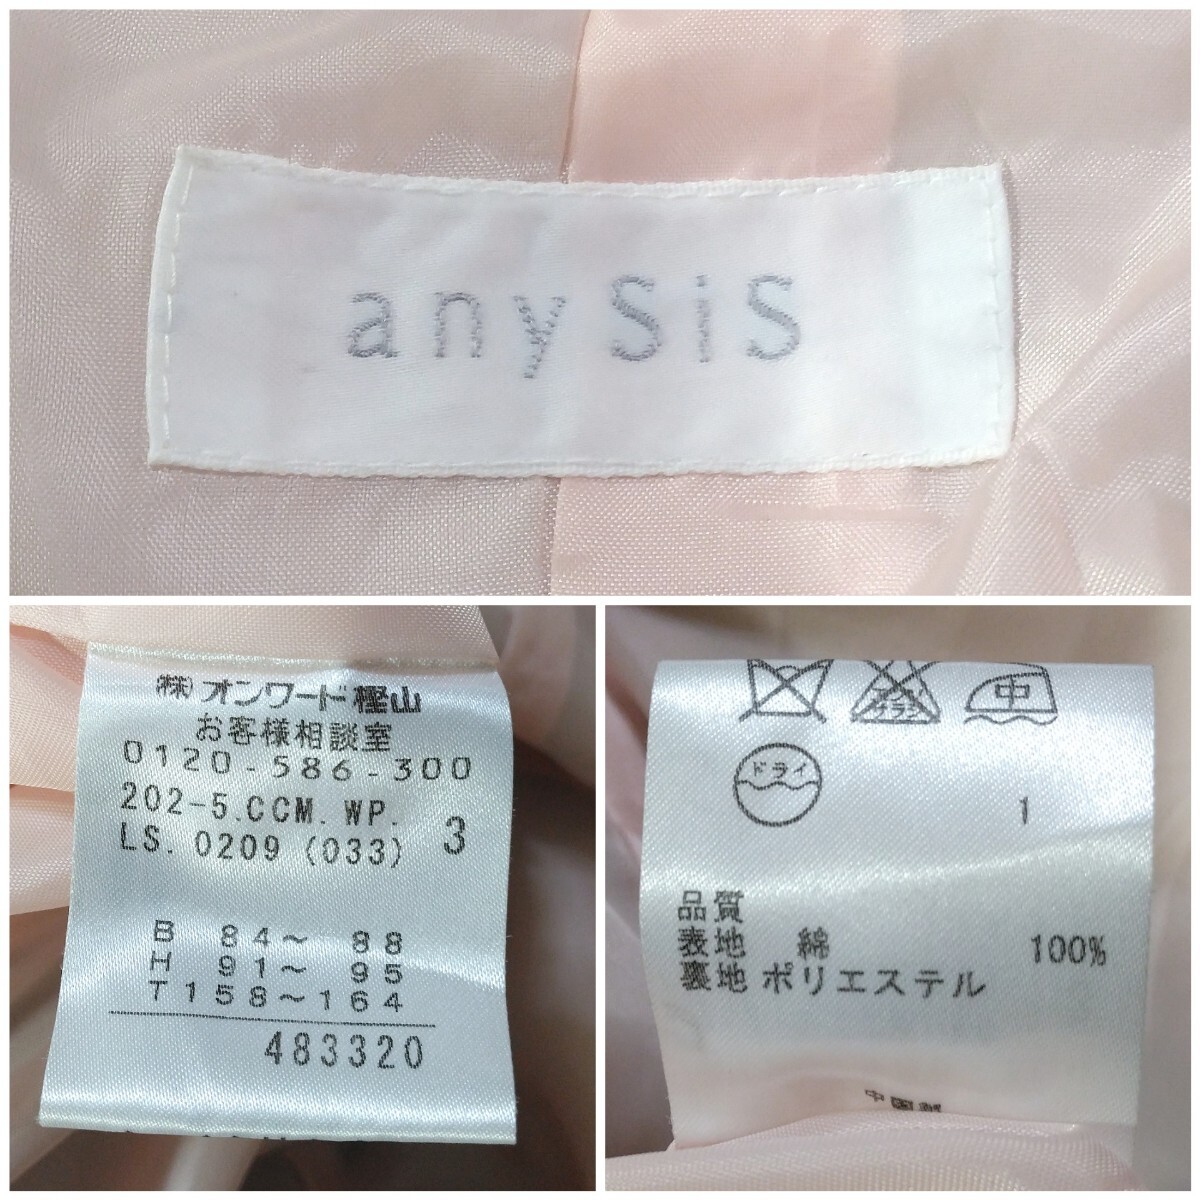 any SiS
㈱オンワード樫山
お客様相談室
0120-586-300
202-5.CCM.WP.
LS.0209 (033) 3
B 84～ 88
H 91～ 95
T158～164
483320
中
ドライ
1
品質
表地 綿 100%
裏地 ポリエステル